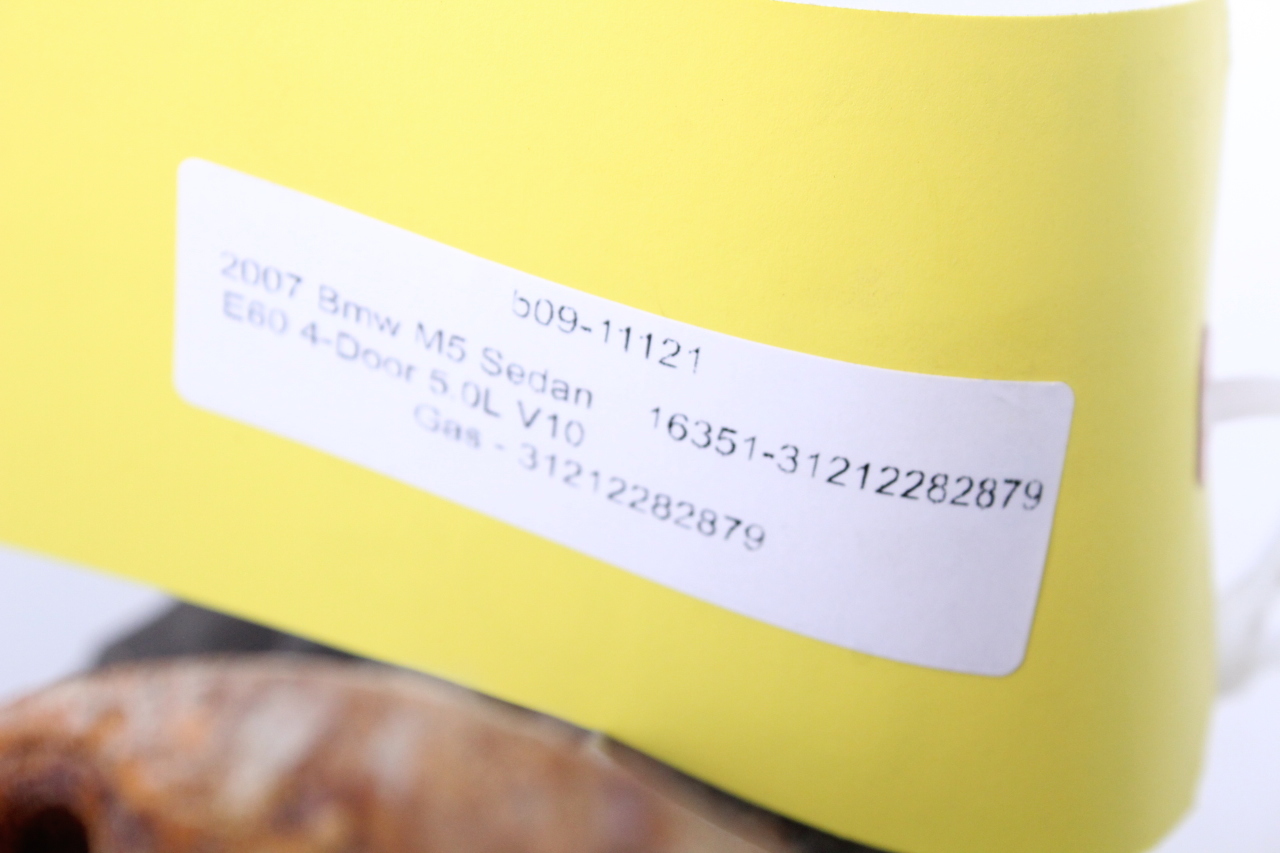 b09-11121
2007 Bmw M5 Sedan
E60 4-Door 5.0L V10
Gas - 31212282879
16351-31212282879